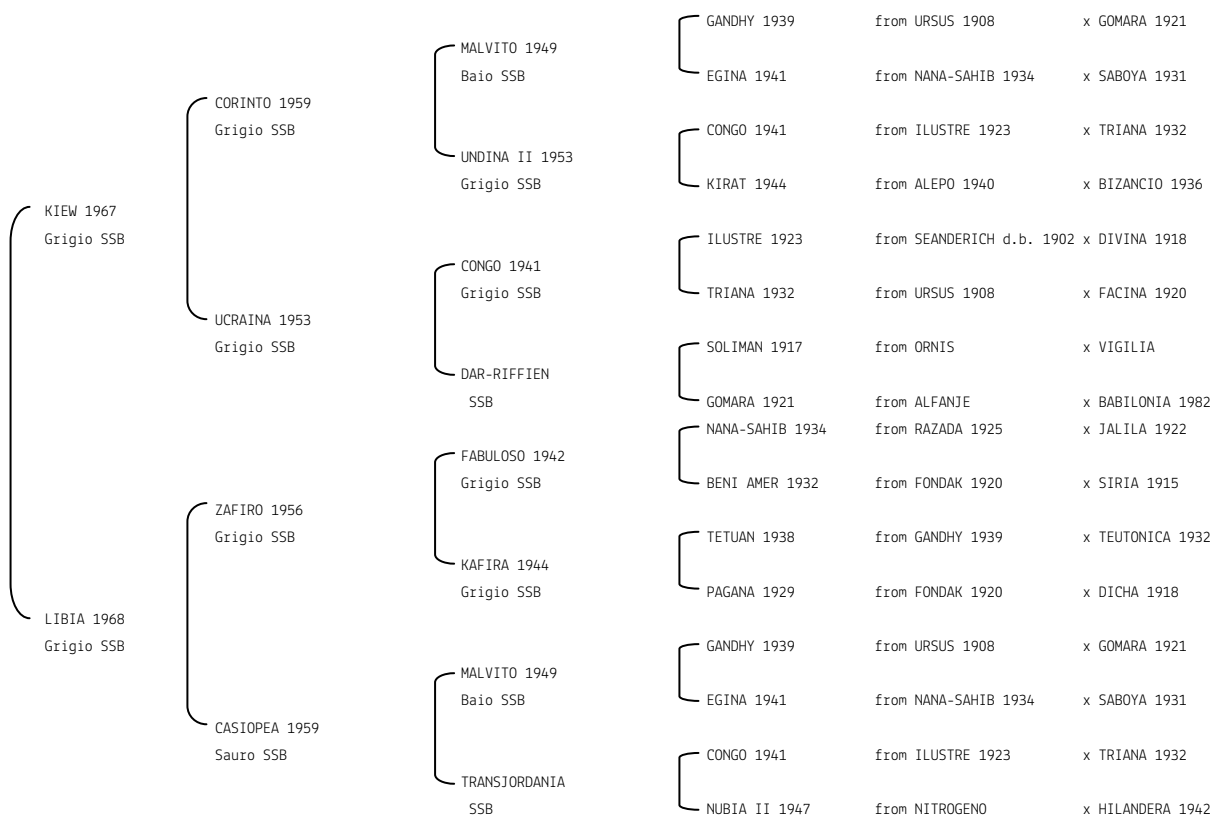 GANDHY 1939 from URSUS 1908 x GOMARA 1921
MALVITO 1949
Baio SSB EGINA 1941 from NANA-SAHIB 1934 x SABOYA 1931
CORINTO 1959
Grigio SSB CONGO 1941 from ILUSTRE 1923 x TRIANA 1932
UNDINA II 1953
Grigio SSB KIRAT 1944 from ALEPO 1940 x BIZANCIO 1936
KIEW 1967
Grigio SSB ILUSTRE 1923 from SEANDERICH d.b. 1902 x DIVINA 1918
CONGO 1941
Grigio SSB TRIANA 1932 from URSUS 1908 x FACINA 1920
UCRAINA 1953
Grigio SSB SOLIMAN 1917 from ORNIS x VIGILIA
DAR-RIFFIEN
SSB GOMARA 1921 from ALFANJE x BABILONIA 1982
NANA-SAHIB 1934 from RAZADA 1925 x JALILA 1922
FABULOSO 1942
Grigio SSB BENI AMER 1932 from FONDAK 1920 x SIRIA 1915
ZAFIRO 1956
Grigio SSB TETUAN 1938 from GANDHY 1939 x TEUTONICA 1932
KAFIRA 1944
Grigio SSB PAGANA 1929 from FONDAK 1920 x DICHA 1918
LIBIA 1968
Grigio SSB GANDHY 1939 from URSUS 1908 x GOMARA 1921
MALVITO 1949
Baio SSB EGINA 1941 from NANA-SAHIB 1934 x SABOYA 1931
CASIOPEA 1959
Sauro SSB CONGO 1941 from ILUSTRE 1923 x TRIANA 1932
TRANSJORDANIA
SSB NUBIA II 1947 from NITROGENO x HILANDERA 1942